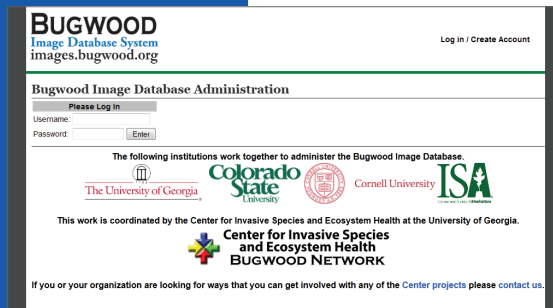 BUGWOOD
Image Database System
images.bugwood.org
Log in / Create Account
Bugwood Image Database Administration
Please Log In
Username:
Password: Enter
The following institutions work together to administer the Bugwood Image Database.
The University of Georgia
Colorado
State
University
Cornell University
ISA
This work is coordinated by the Center for Invasive Species and Ecosystem Health at the University of Georgia.
Center for Invasive Species
and Ecosystem Health
BUGWOOD NETWORK
If you or your organization are looking for ways that you can get involved with any of the Center projects please contact us.